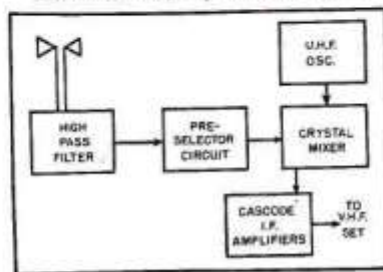 U.H.F.
OSC.
HIGH
PASS
FILTER
PRE-
SELECTOR
CIRCUIT
CRYSTAL
MIXER
CASCODE
I.F.
AMPLIFIERS
TO
V.H.F.
SET